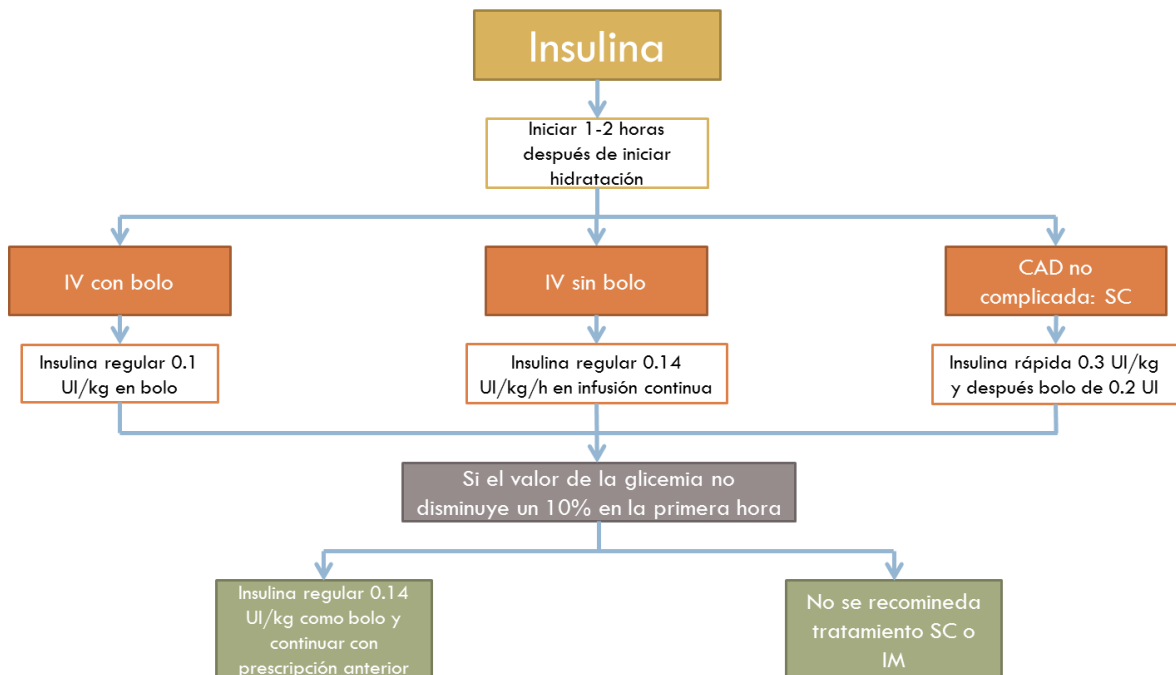 Insulina
Iniciar 1-2 horas
después de iniciar
hidratación
IV con bolo
IV sin bolo
CAD no
complicada: SC
Insulina regular 0.1
UI/kg en bolo
Insulina regular 0.14
UI/kg/h en infusión continua
Insulina rápida 0.3 UI/kg
y después bolo de 0.2 UI
Si el valor de la glicemia no
disminuye un 10% en la primera hora
Insulina regular 0.14
UI/kg como bolo y
continuar con
prescripción anterior
No se recomineda
tratamiento SC o
IM